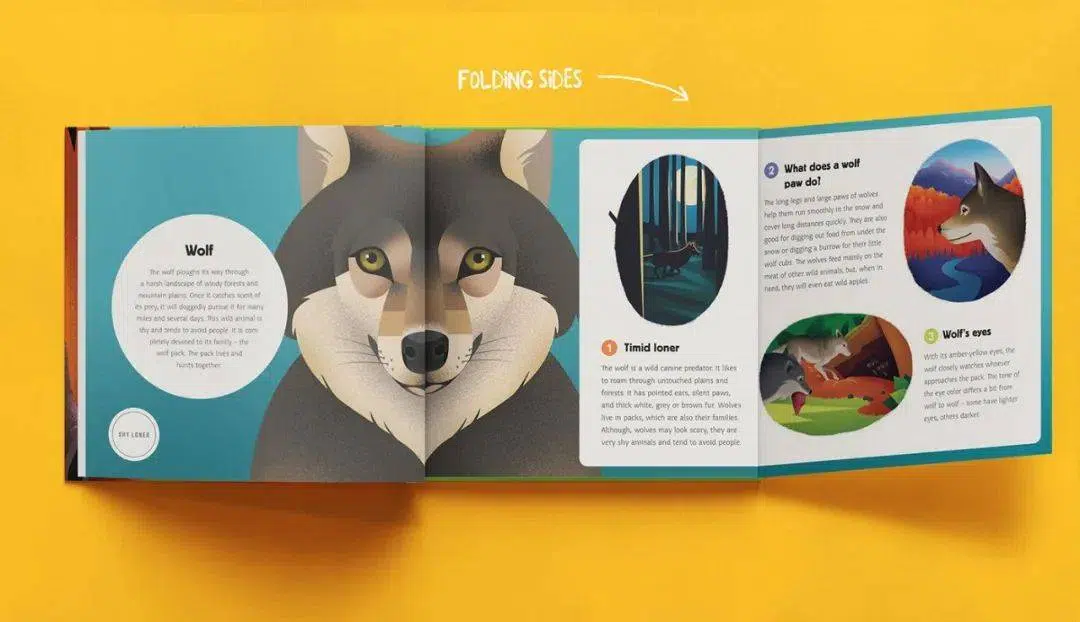 FOLDING SIDES
Wolf
The wolf ploughs its way through
a harsh landscape of windy forests and
mountain plains. Once it catches scent of
its prey, it will doggedly pursue it for many
miles and several days. This wild animal is
shy and tends to avoid people. It is com
pletely devoted to its family – the
wolf pack. The pack lives and
hunts together.
SHY LONER
1 Timid loner
The wolf is a wild canine predator. It likes
to roam through untouched plains and
forests. It has pointed ears, silent paws,
and thick white, grey or brown fur. Wolves
live in packs, which are also their families.
Although, wolves may look scary, they are
very shy animals and tend to avoid people.
2 What does a wolf
paw do?
The long legs and large paws of wolves
help them run smoothly in the snow and
cover long distances quickly. They are also
good for digging out food from under the
snow or digging a burrow for their little
wolf cubs. The wolves feed mainly on the
meat of other wild animals, but, when in
need, they will even eat wild apples.
3 Wolf's eyes
With its amber-yellow eyes, the
wolf closely watches whoever
approaches the pack. The tone of
the eye color differs a bit from
wolf to wolf – some have lighter
eyes, others darker.